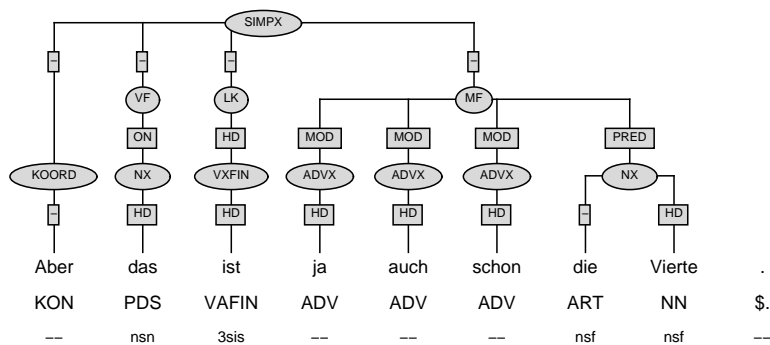 SIMPX
– – – –
VF LK MF
ON HD MOD MOD MOD PRED
KOORD NX VXFIN ADVX ADVX ADVX NX
– HD HD HD HD HD – HD
Aber das ist ja auch schon die Vierte .
KON PDS VAFIN ADV ADV ADV ART NN $.
–– nsn 3sis –– –– –– nsf nsf ––